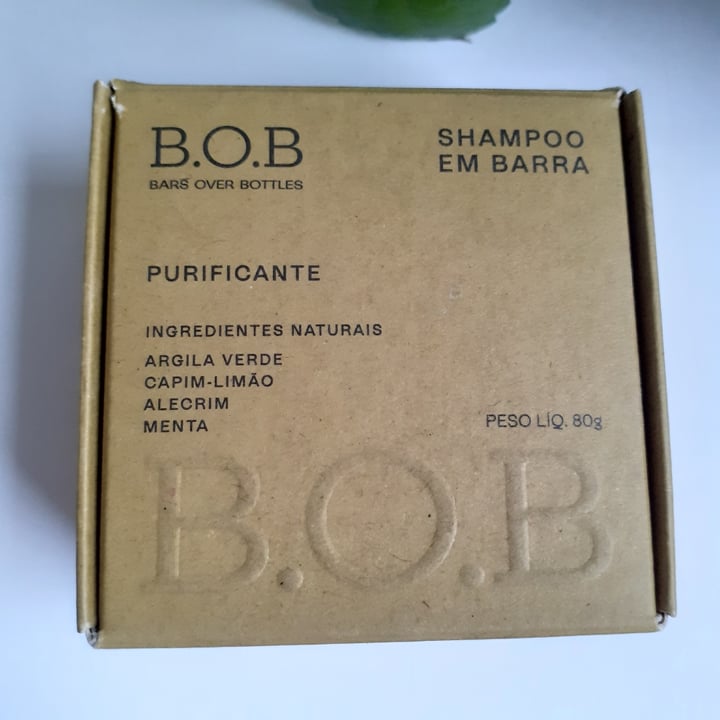 B.O.B
BARS OVER BOTTLES
SHAMPOO
EM BARRA
PURIFICANTE
INGREDIENTES NATURAIS
ARGILA VERDE
CAPIM-LIMÃO
ALECRIM
MENTA
PESO LÍQ. 80g
B.O.B